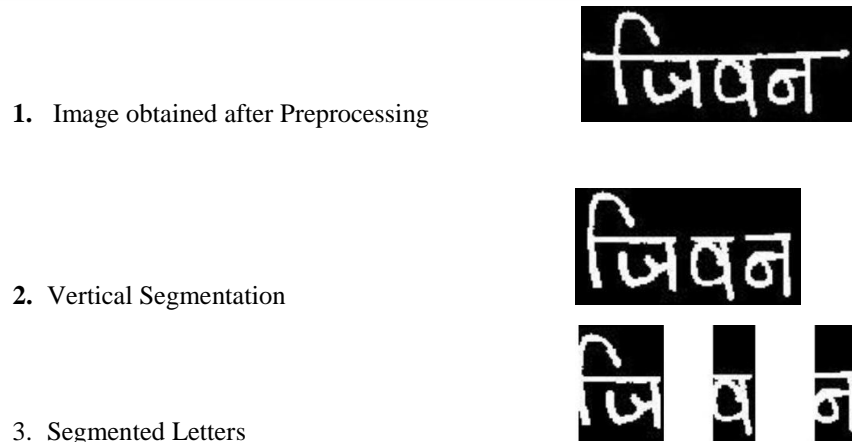 जिवन
1. Image obtained after Preprocessing
जिवन
2. Vertical Segmentation
जि व न
3. Segmented Letters